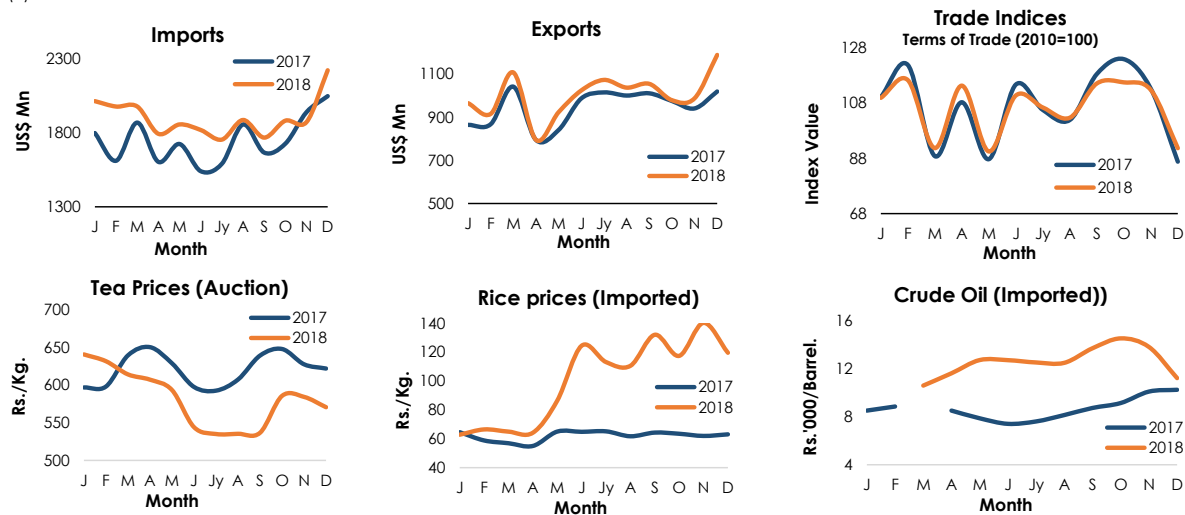 Imports
US$ Mn
2300
1800
1300
2017
2018
J F M A M J Jy A S O N D
Month
Exports
US$ Mn
1100
900
700
500
2017
2018
J F M A M J Jy A S O N D
Month
Trade Indices
Terms of Trade (2010=100)
Index Value
128
108
88
68
2017
2018
J F M A M J Jy A S O N D
Month
Tea Prices (Auction)
Rs./Kg.
700
650
600
550
500
2017
2018
J F M A M J Jy A S O N D
Month
Rice prices (Imported)
Rs./Kg.
140
120
100
80
60
40
2017
2018
J F M A M J Jy A S O N D
Month
Crude Oil (Imported))
Rs.'000/Barrel.
16
12
8
4
2017
2018
J F M A M J Jy A S O N D
Month